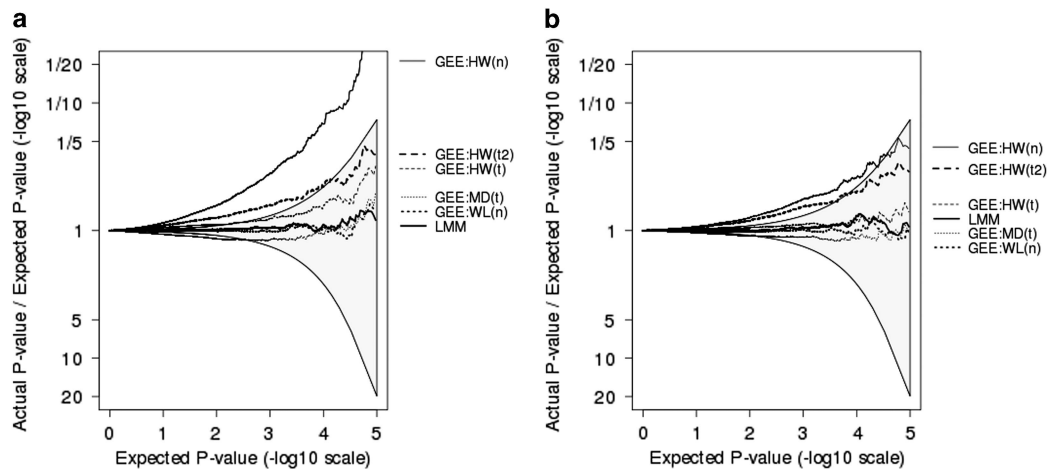 a
Actual P-value / Expected P-value (-log10 scale)
1/20
1/10
1/5
1
5
10
20
0 1 2 3 4 5
Expected P-value (-log10 scale)
GEE:HW(n)
GEE:HW(t2)
GEE:HW(t)
GEE:MD(t)
GEE:WL(n)
LMM
b
Actual P-value / Expected P-value (-log10 scale)
1/20
1/10
1/5
1
5
10
20
0 1 2 3 4 5
Expected P-value (-log10 scale)
GEE:HW(n)
GEE:HW(t2)
GEE:HW(t)
LMM
GEE:MD(t)
GEE:WL(n)